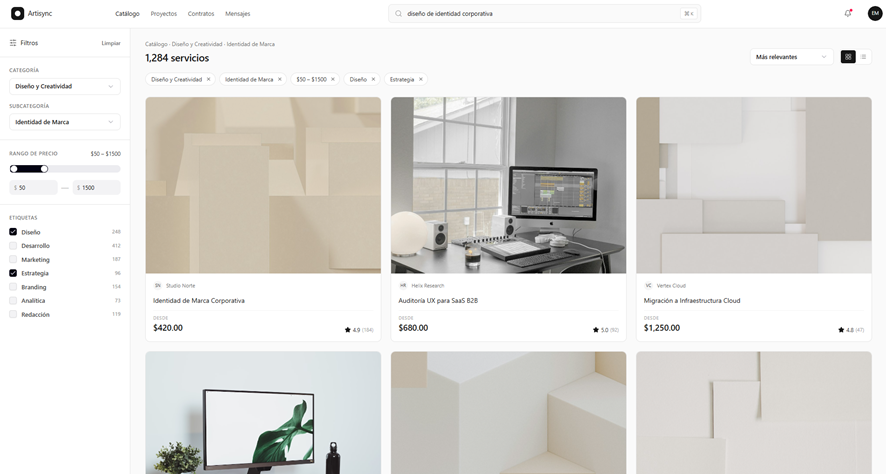 Artisync
Catálogo Proyectos Contratos Mensajes
diseño de identidad corporativa
⌘K
EM
Filtros
Limpiar
CATEGORÍA
Diseño y Creatividad
SUBCATEGORÍA
Identidad de Marca
RANGO DE PRECIO $50 – $1500
$ 50 — $ 1500
ETIQUETAS
Diseño 248
Desarrollo 412
Marketing 187
Estrategia 96
Branding 154
Analítica 73
Redacción 119
Catálogo · Diseño y Creatividad · Identidad de Marca
1,284 servicios
Más relevantes
Diseño y Creatividad ✕ Identidad de Marca ✕ $50 – $1500 ✕ Diseño ✕ Estrategia ✕
SN Studio Norte
Identidad de Marca Corporativa
DESDE
$420.00
★ 4.9 (184)
HR Helix Research
Auditoría UX para SaaS B2B
DESDE
$680.00
★ 5.0 (92)
VC Vertex Cloud
Migración a Infraestructura Cloud
DESDE
$1,250.00
★ 4.8 (47)